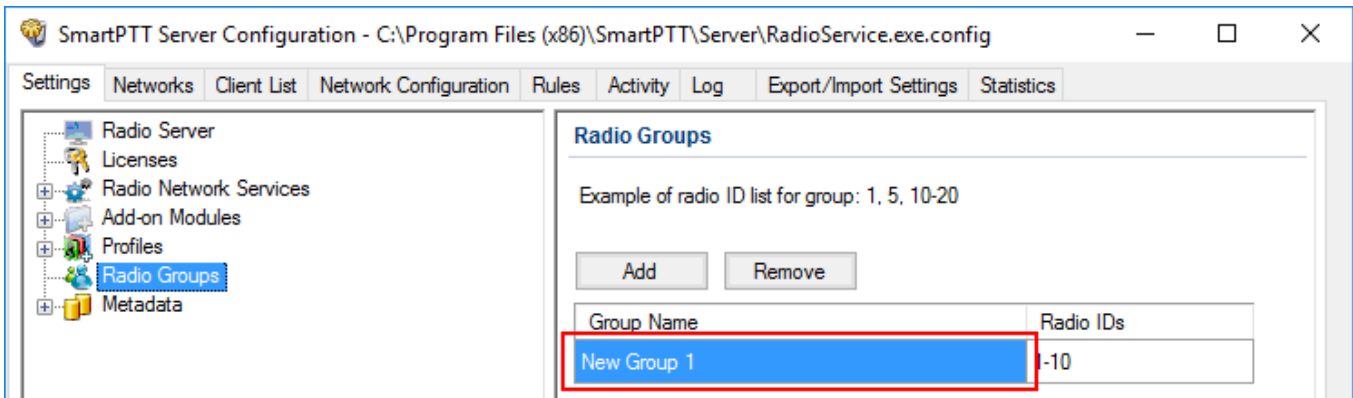 SmartPTT Server Configuration - C:\Program Files (x86)\SmartPTT\Server\RadioService.exe.config
Settings Networks Client List Network Configuration Rules Activity Log Export/Import Settings Statistics
Radio Server
Licenses
Radio Network Services
Add-on Modules
Profiles
Radio Groups
Metadata
Radio Groups
Example of radio ID list for group: 1, 5, 10-20
Add Remove
Group Name Radio IDs
New Group 1 1-10